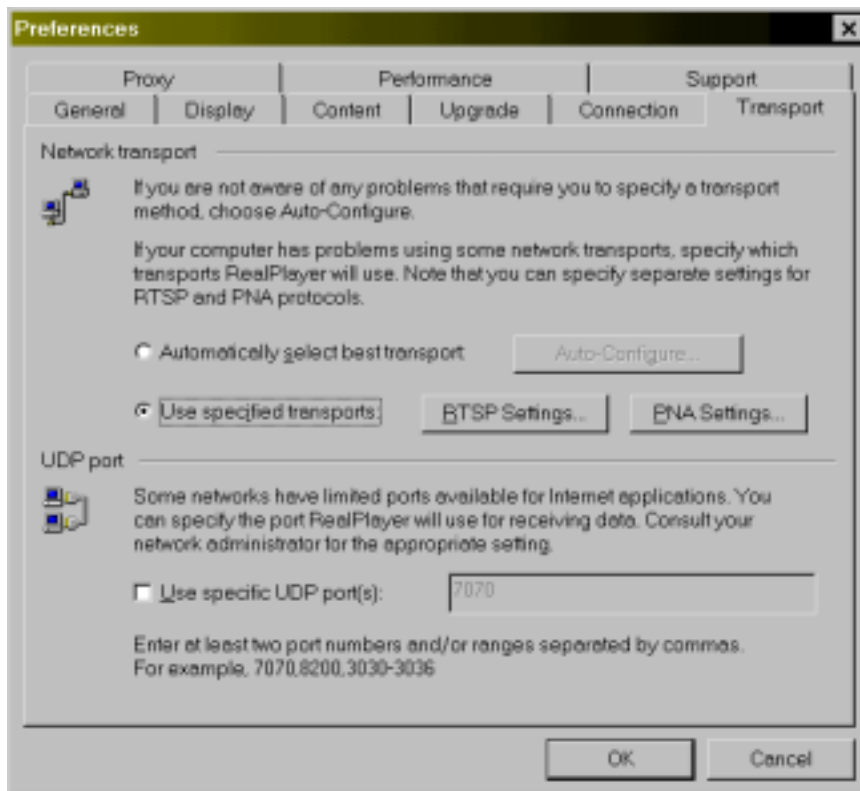 Preferences
Proxy Performance Support
General Display Content Upgrade Connection Transport
Network transport
If you are not aware of any problems that require you to specify a transport
method, choose Auto-Configure.
If your computer has problems using some network transports, specify which
transports RealPlayer will use. Note that you can specify separate settings for
RTSP and PNA protocols.
Automatically select best transport Auto-Configure...
Use specified transports: RTSP Settings... PNA Settings...
UDP port
Some networks have limited ports available for Internet applications. You
can specify the port RealPlayer will use for receiving data. Consult your
network administrator for the appropriate setting.
Use specific UDP port(s): 7070
Enter at least two port numbers and/or ranges separated by commas.
For example, 7070,8200,3030-3036
OK Cancel